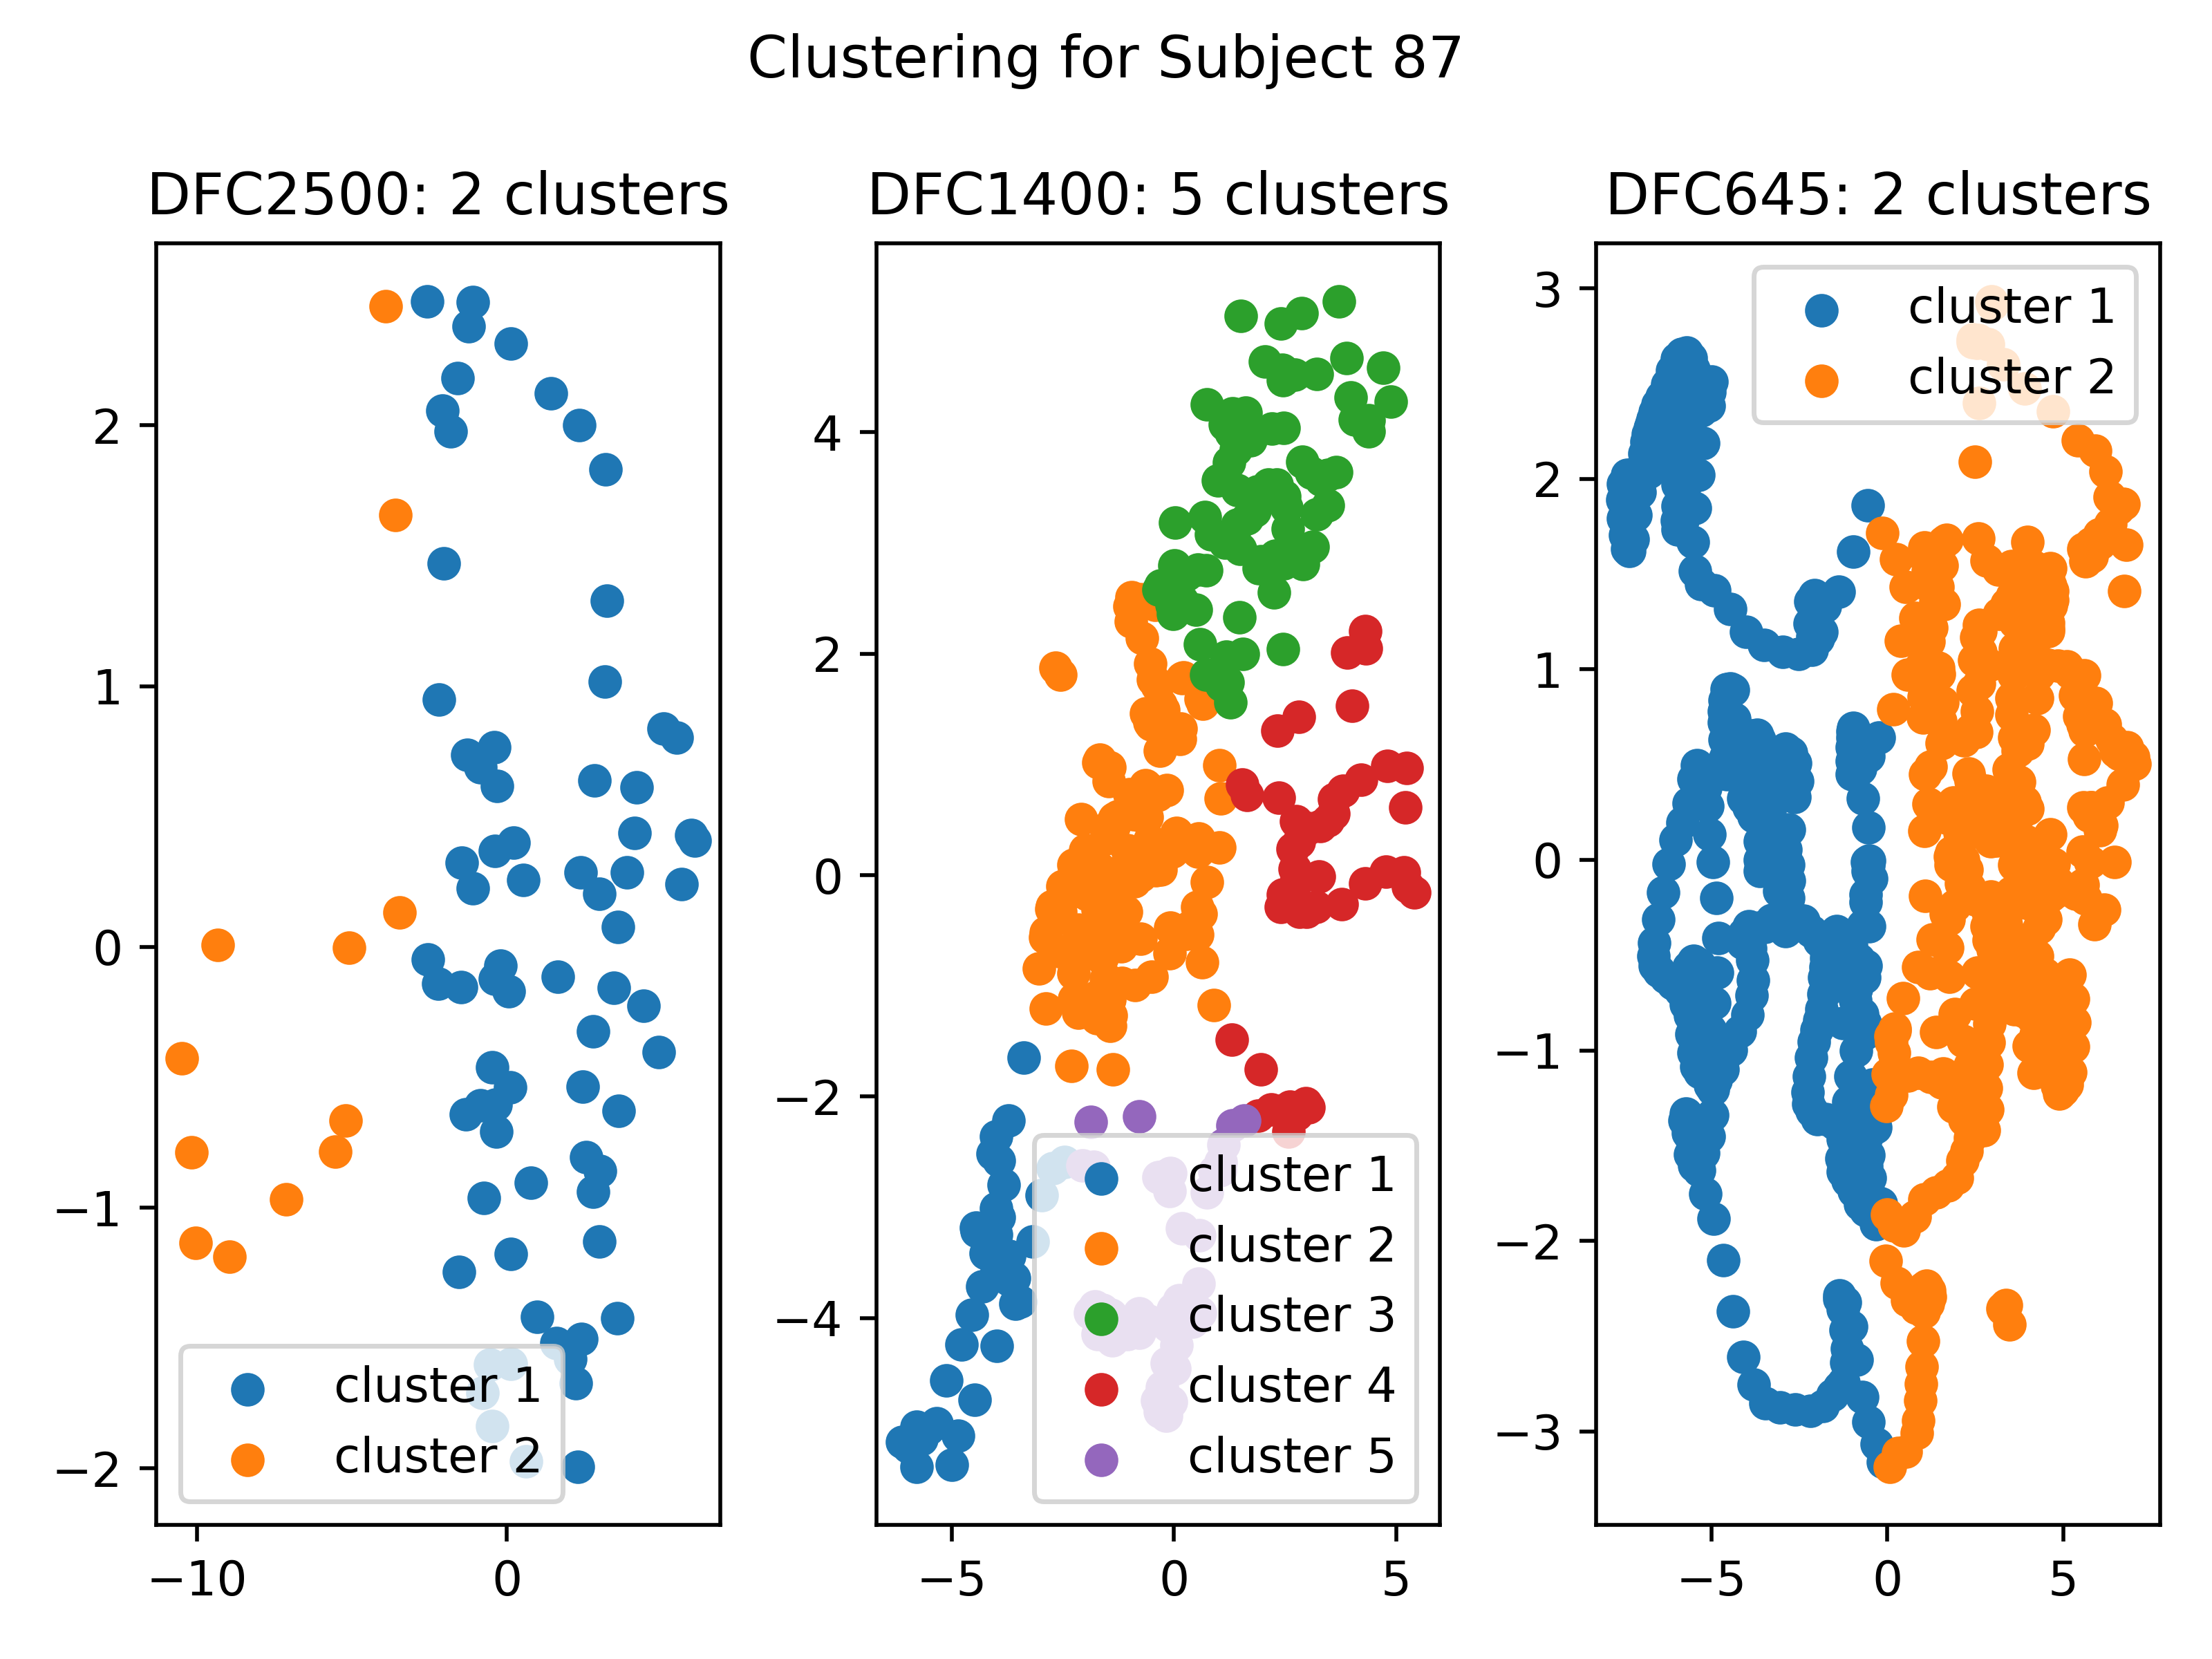 Clustering for Subject 87
DFC2500: 2 clusters
2
1
0
−1
−2
−10
0
cluster 1
cluster 2
DFC1400: 5 clusters
4
2
0
−2
−4
−5
0
5
cluster 1
cluster 2
cluster 3
cluster 4
cluster 5
DFC645: 2 clusters
3
2
1
0
−1
−2
−3
−5
0
5
cluster 1
cluster 2